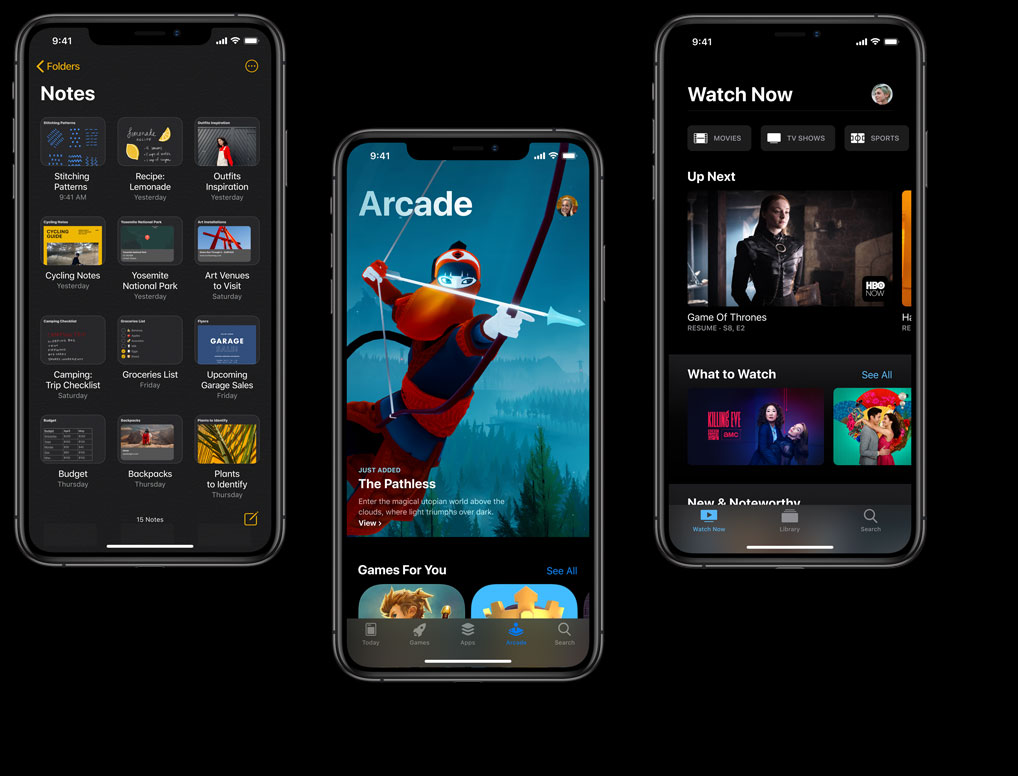 9:41
Folders
Notes
Stitching Patterns
Lemonade
RECIPE
Outfits Inspiration
Stitching
Patterns
9:41 AM
Recipe:
Lemonade
Yesterday
Outfits
Inspiration
Yesterday
Cycling Notes
CYCLING
GUIDE
Yosemite National Park
Art Installations
Cycling Notes
Yesterday
Yosemite
National Park
Yesterday
Art Venues
to Visit
Saturday
Camping Checklist
Groceries List
Flyers
GARAGE
SALE
Camping:
Trip Checklist
Saturday
Groceries List
Friday
Upcoming
Garage Sales
Friday
Budget
Backpacks
Plants to Identify
Budget
Thursday
Backpacks
Thursday
Plants
to Identify
Thursday
15 Notes
9:41
Arcade
JUST ADDED
The Pathless
Enter the magical utopian world above the
clouds, where light triumphs over dark.
View >
Games For You
See All
Today
Games
Apps
Arcade
Search
9:41
Watch Now
MOVIES
TV SHOWS
SPORTS
Up Next
HBO
NOW
Game Of Thrones
RESUME · S8, E2
Ha
RE
What to Watch
See All
KILLING EYE
AMC
New & Noteworthy
Watch Now
Library
Search